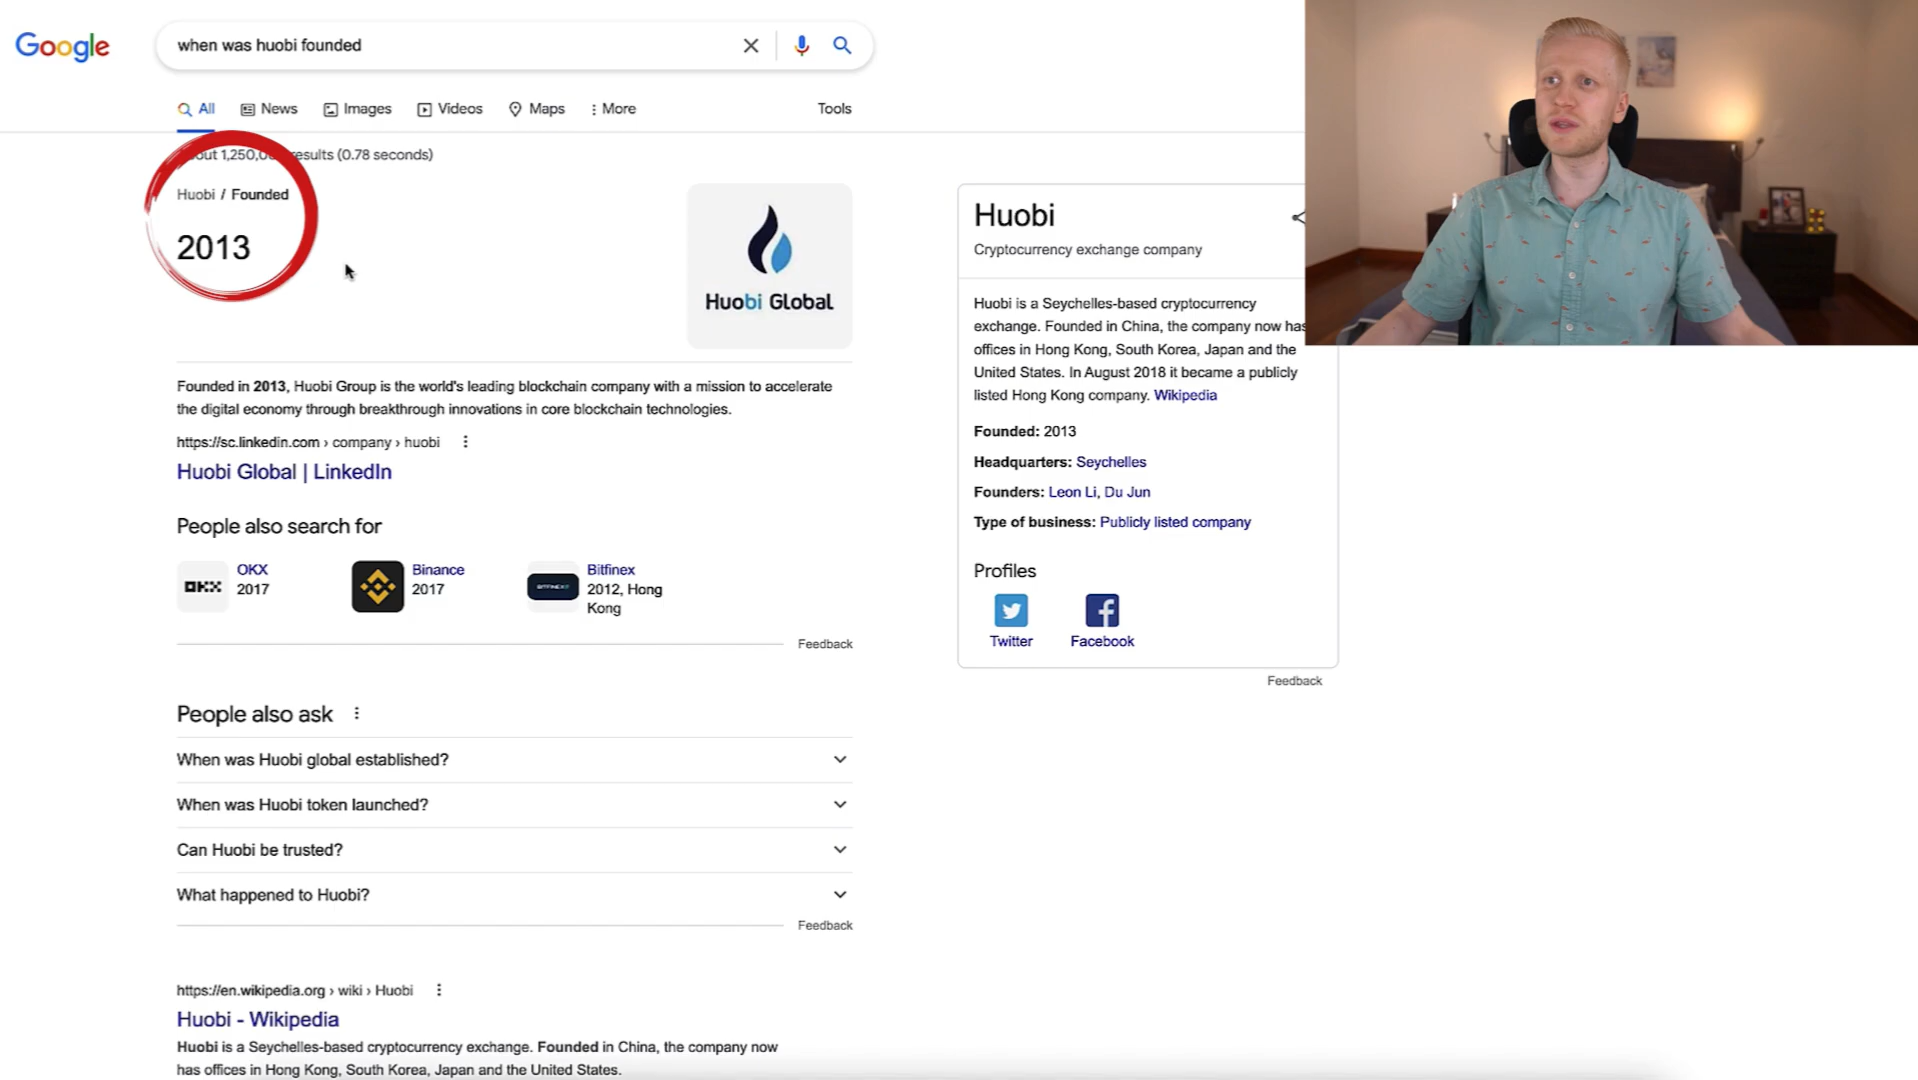 Google
when was huobi founded
All
News
Images
Videos
Maps
More
Tools
results (0.78 seconds)
Huobi / Founded
2013
Huobi Global
Founded in 2013, Huobi Group is the world's leading blockchain company with a mission to accelerate
the digital economy through breakthrough innovations in core blockchain technologies.
https://sc.linkedin.com › company › huobi
Huobi Global | LinkedIn
People also search for
OKX
2017
OKX
Binance
2017
Bitfinex
2012, Hong
Kong
BITFINEX
Feedback
People also ask
When was Huobi global established?
When was Huobi token launched?
Can Huobi be trusted?
What happened to Huobi?
Feedback
https://en.wikipedia.org › wiki › Huobi
Huobi - Wikipedia
Huobi is a Seychelles-based cryptocurrency exchange. Founded in China, the company now
has offices in Hong Kong, South Korea, Japan and the United States.
Huobi
Cryptocurrency exchange company
Huobi is a Seychelles-based cryptocurrency
exchange. Founded in China, the company now has
offices in Hong Kong, South Korea, Japan and the
United States. In August 2018 it became a publicly
listed Hong Kong company. Wikipedia
Founded: 2013
Headquarters: Seychelles
Founders: Leon Li, Du Jun
Type of business: Publicly listed company
Profiles
Twitter
Facebook
Feedback